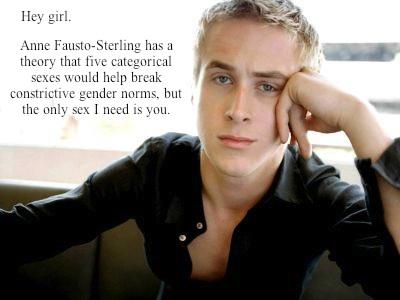 Hey girl.
Anne Fausto-Sterling has a
theory that five categorical
sexes would help break
constrictive gender norms, but
the only sex I need is you.